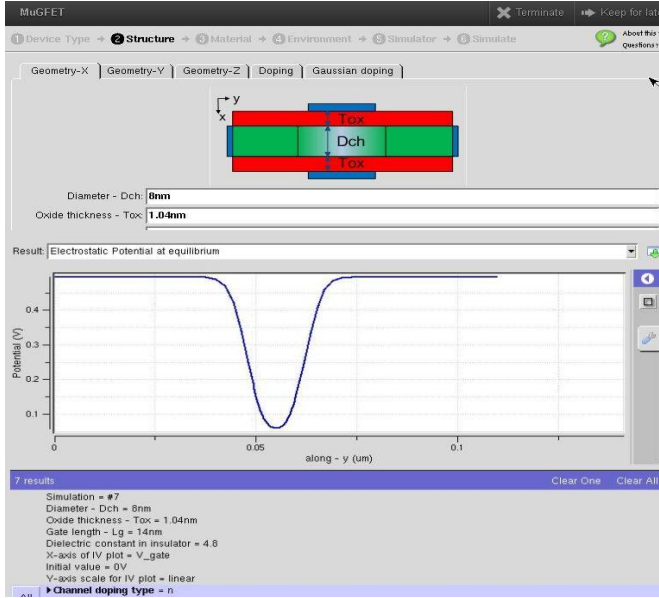 MuGFET
Terminate
Keep for lat
1 Device Type → 2 Structure → 3 Material → 4 Environment → 5 Simulator → 6 Simulate
About this
Questions
Geometry-X Geometry-Y Geometry-Z Doping Gaussian doping
y
x
Tox
Dch
Tox
Diameter - Dch: 8nm
Oxide thickness - Tox: 1.04nm
Result: Electrostatic Potential at equilibrium
0.4
0.3
0.2
0.1
Potential (V)
0 0.05 0.1
along - y (um)
7 results Clear One Clear All
Simulation = #7
Diameter - Dch = 8nm
Oxide thickness - Tox = 1.04nm
Gate length - Lg = 14nm
Dielectric constant in insulator = 4.8
X-axis of IV plot = V_gate
Initial value = 0V
Y-axis scale for IV plot = linear
Channel doping type = n
All